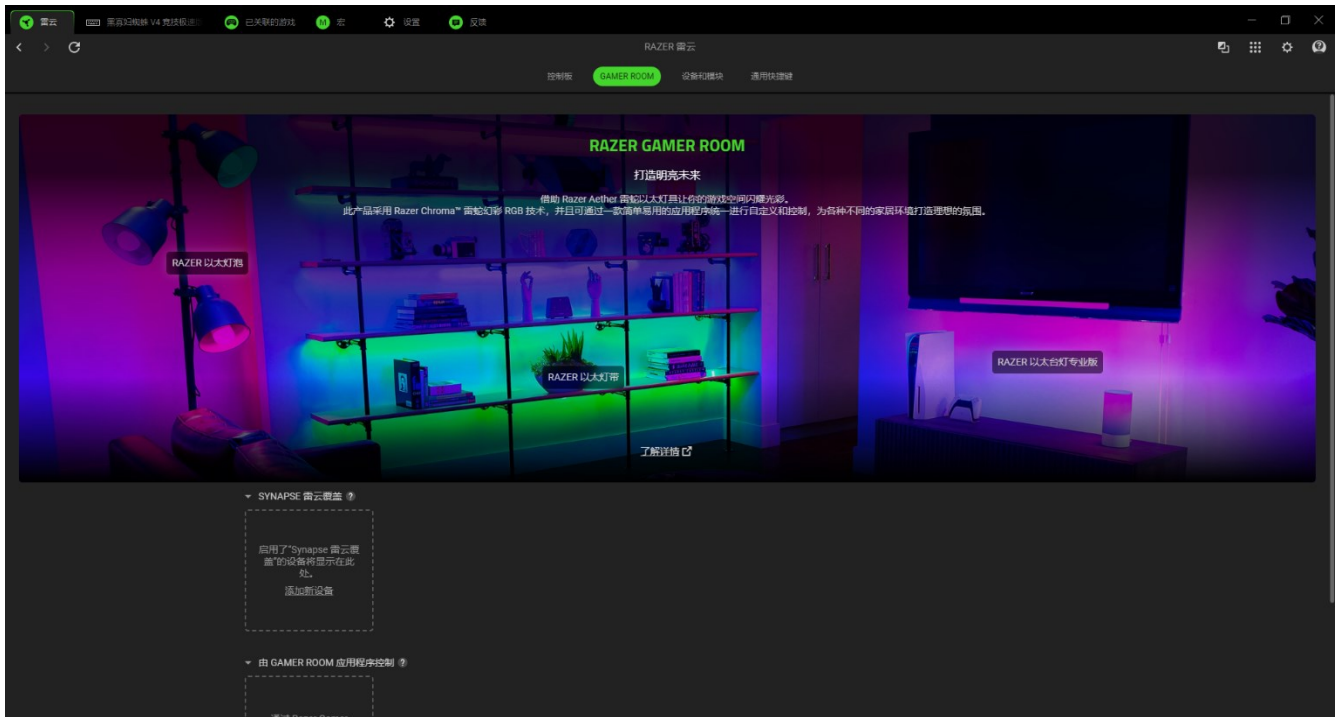 雷云
黑寡妇蜘蛛 V4 竞技极速
已关联的游戏
M 宏
设置
反馈
RAZER 雷云
控制板
GAMER ROOM
设备和模块
通用快捷键
RAZER GAMER ROOM
打造明亮未来
借助 Razer Aether 雷蛇以太灯具让你的游戏空间闪耀光彩。
此产品采用 Razer Chroma™ 雷蛇幻彩 RGB 技术,并且可通过一款简单易用的应用程序统一进行自定义和控制,为各种不同的家居环境打造理想的氛围。
RAZER 以太灯泡
RAZER 以太灯带
RAZER 以太台灯专业版
了解详情
SYNAPSE 雷云覆盖 ?
启用了“Synapse 雷云覆
盖”的设备将显示在此
处。
添加新设备
由 GAMER ROOM 应用程序控制 ?
通过 Razer Gamer